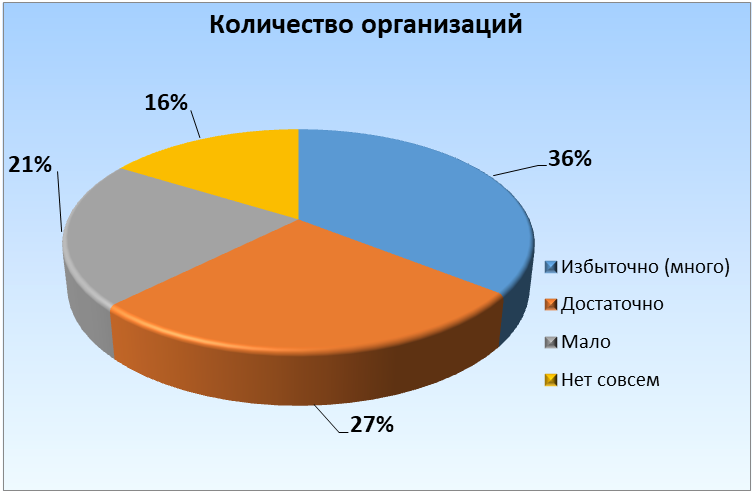 Количество организаций
16%
36%
21%
27%
Избыточно (много)
Достаточно
Мало
Нет совсем